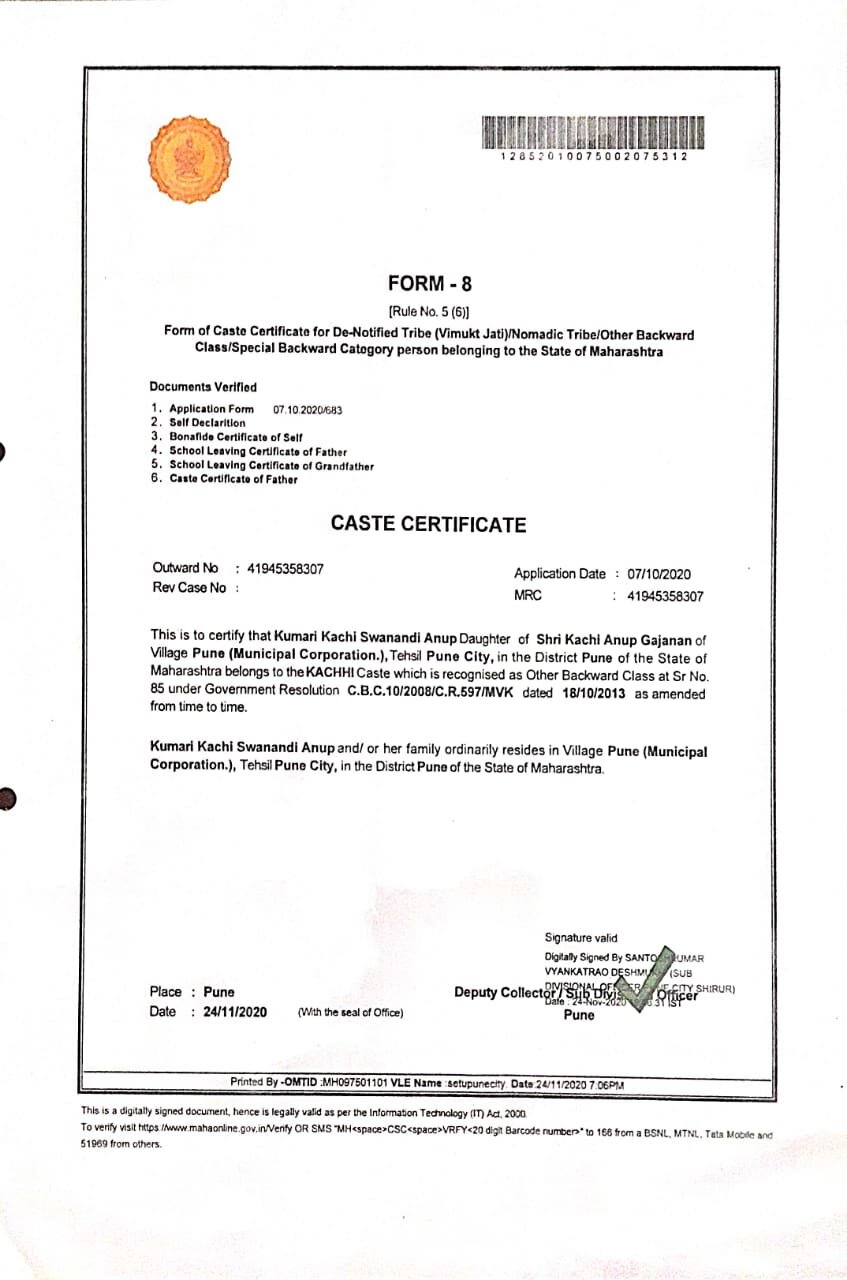 12852010075002075312
FORM - 8
[Rule No. 5 (6)]
Form of Caste Certificate for De-Notified Tribe (Vimukt Jati)/Nomadic Tribe/Other Backward
Class/Special Backward Category person belonging to the State of Maharashtra
Documents Verified
1. Application Form 07.10.2020/683
2. Self Declaration
3. Bonafide Certificate of Self
4. School Leaving Certificate of Father
5. School Leaving Certificate of Grandfather
6. Caste Certificate of Father
CASTE CERTIFICATE
Outward No : 41945358307
Rev Case No :
Application Date : 07/10/2020
MRC : 41945358307
This is to certify that Kumari Kachi Swanandi Anup Daughter of Shri Kachi Anup Gajanan of
Village Pune (Municipal Corporation.), Tehsil Pune City, in the District Pune of the State of
Maharashtra belongs to the KACHHI Caste which is recognised as Other Backward Class at Sr No.
85 under Government Resolution C.B.C.10/2008/C.R.597/MVK dated 18/10/2013 as amended
from time to time.
Kumari Kachi Swanandi Anup and/ or her family ordinarily resides in Village Pune (Municipal
Corporation.), Tehsil Pune City, in the District Pune of the State of Maharashtra.
Signature valid
Digitally Signed By
VYANKATRAO (SUB
CITY SHIRUR)
Date : 24-Nov-2020 IST
Place : Pune
Date : 24/11/2020
(With the seal of Office)
Deputy Collector / Sub Officer
Pune
Printed By -OMTID :MH097501101 VLE Name :setupunecity. Date:24/11/2020 7:06PM
This is a digitally signed document, hence is legally valid as per the Information Technology (IT) Act, 2000.
To verify visit https://www.mahaonline.gov.in/Verify OR SMS "MH<space>CSC<space>VRFY<20 digit Barcode number>" to 166 from a BSNL, MTNL, Tata Mobile and
51969 from others.